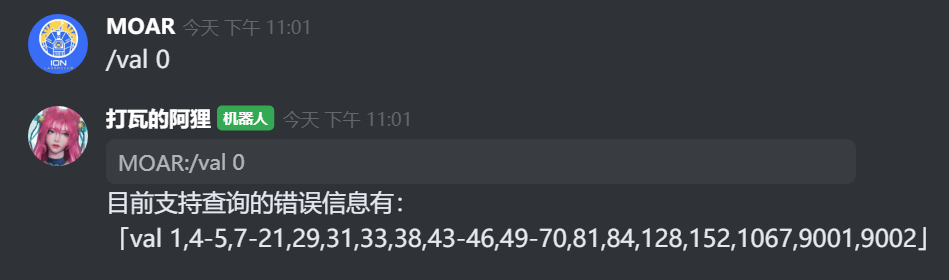 MOAR 今天 下午 11:01
/val 0
ION
打瓦的阿狸 机器人 今天 下午 11:01
MOAR:/val 0
目前支持查询的错误信息有：
「val 1,4-5,7-21,29,31,33,38,43-46,49-70,81,84,128,152,1067,9001,9002」